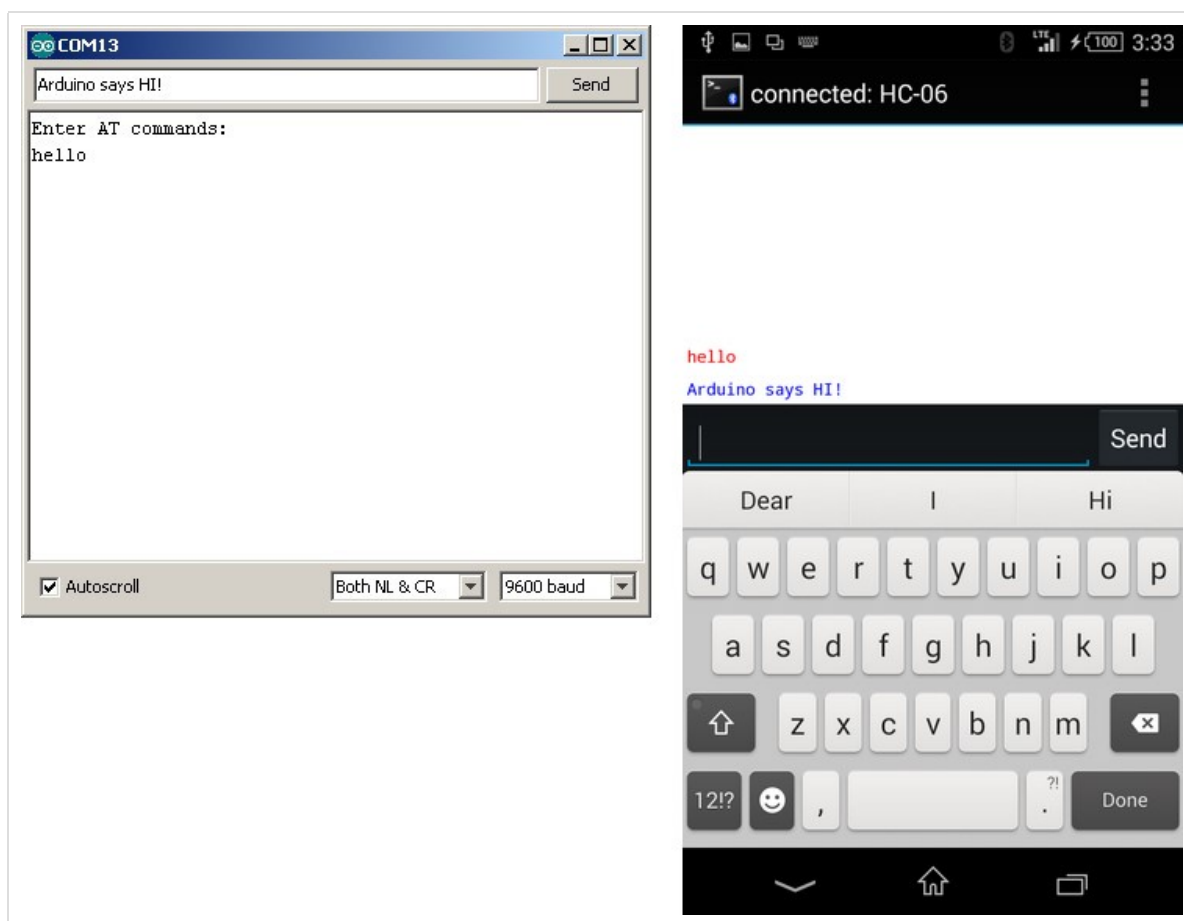 COM13
Arduino says HI!
Send
Enter AT commands:
hello
Autoscroll
Both NL & CR
9600 baud
LTE
100
3:33
connected: HC-06
hello
Arduino says HI!
Send
Dear I Hi
q w e r t y u i o p
a s d f g h j k l
z x c v b n m
12!? , ?! . Done